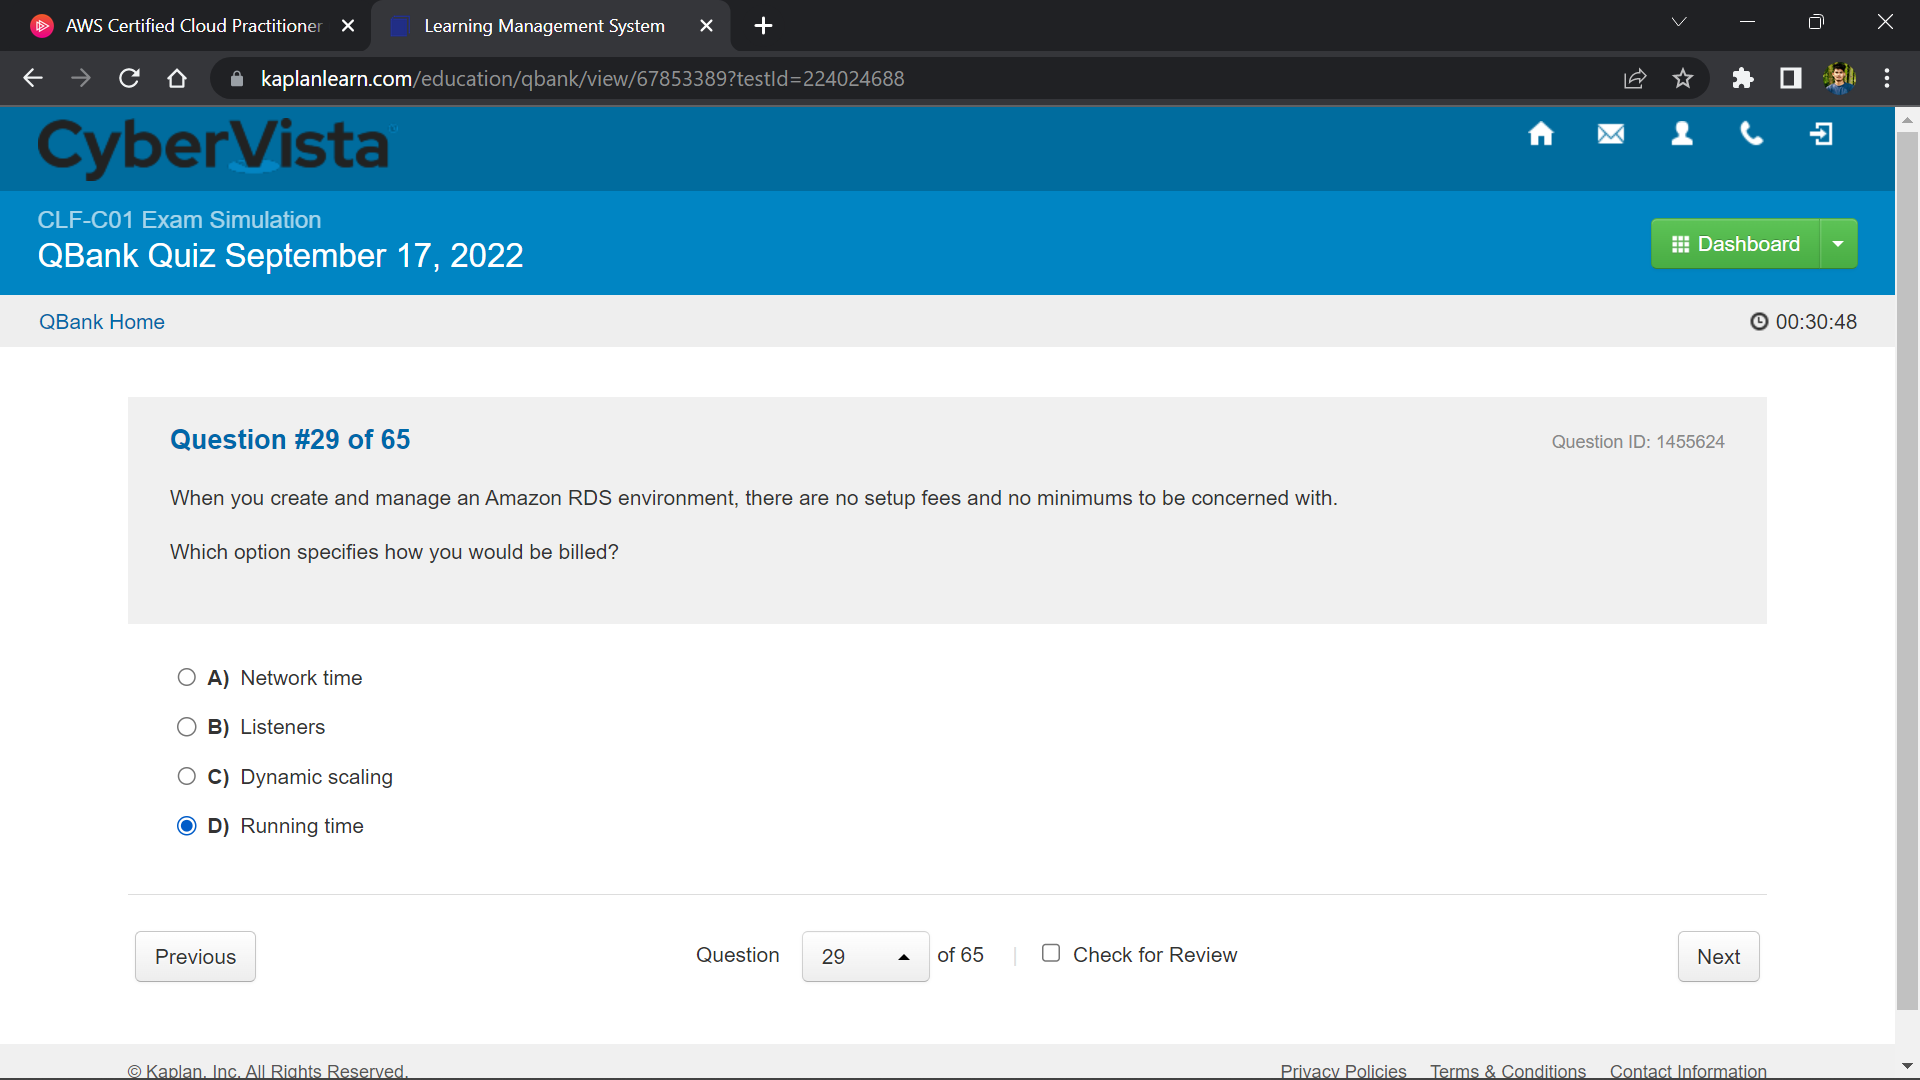 AWS Certified Cloud Practitioner
Learning Management System
kaplanlearn.com/education/qbank/view/67853389?testId=224024688
CyberVista
CLF-C01 Exam Simulation
QBank Quiz September 17, 2022
Dashboard
QBank Home
00:30:48
Question #29 of 65
Question ID: 1455624
When you create and manage an Amazon RDS environment, there are no setup fees and no minimums to be concerned with.
Which option specifies how you would be billed?
A) Network time
B) Listeners
C) Dynamic scaling
D) Running time
Previous
Question 29 of 65
Check for Review
Next
© Kaplan, Inc. All Rights Reserved.
Privacy Policies Terms & Conditions Contact Information